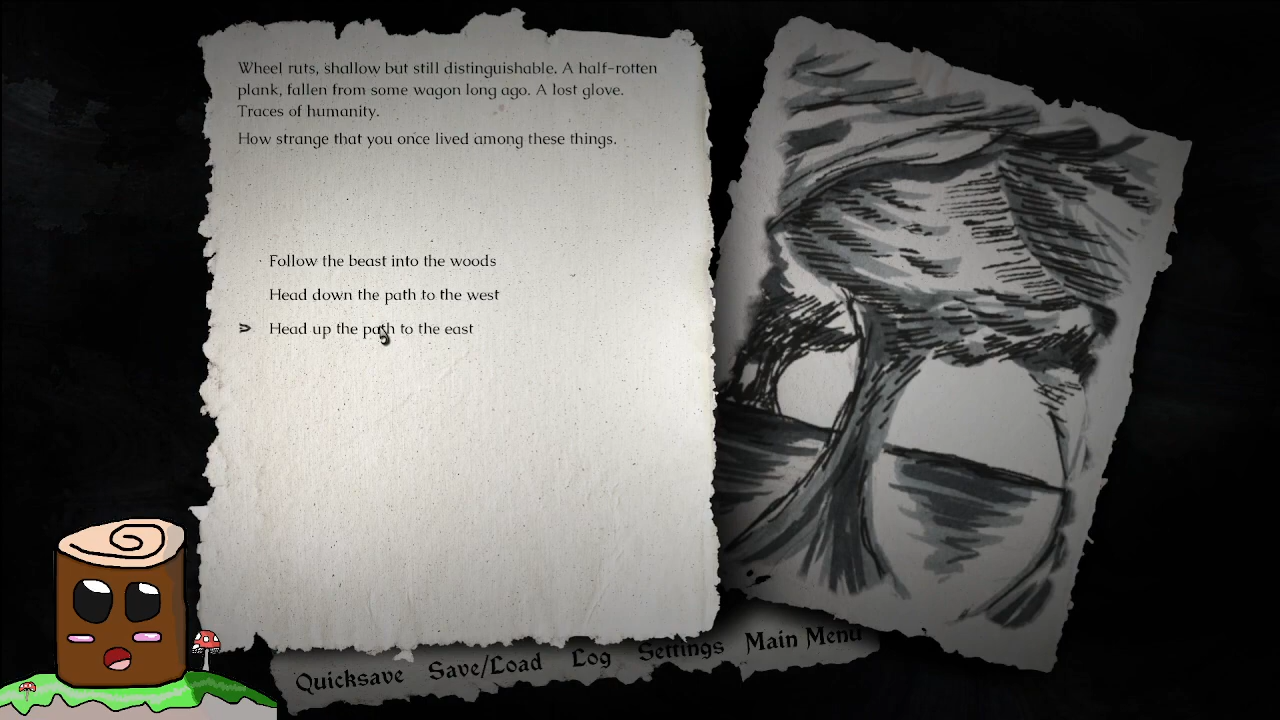 Wheel ruts, shallow but still distinguishable. A half-rotten
plank, fallen from some wagon long ago. A lost glove.
Traces of humanity.
How strange that you once lived among these things.
Follow the beast into the woods
Head down the path to the west
Head up the path to the east
Quicksave Save/Load Log Settings Main Menu